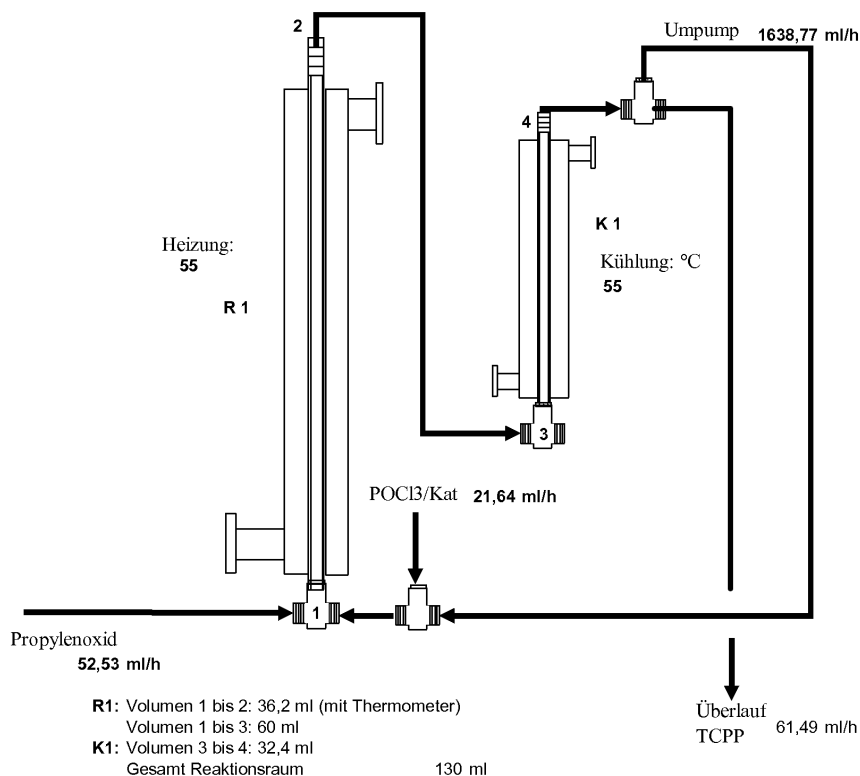 2
Umpump 1638,77 ml/h
4
Heizung:
55
R 1
K 1
Kühlung: °C
55
3
POCl3/Kat 21,64 ml/h
1
Propylenoxid
52,53 ml/h
R1: Volumen 1 bis 2: 36,2 ml (mit Thermometer)
Volumen 1 bis 3: 60 ml
K1: Volumen 3 bis 4: 32,4 ml
Gesamt Reaktionsraum 130 ml
Überlauf
TCPP 61,49 ml/h